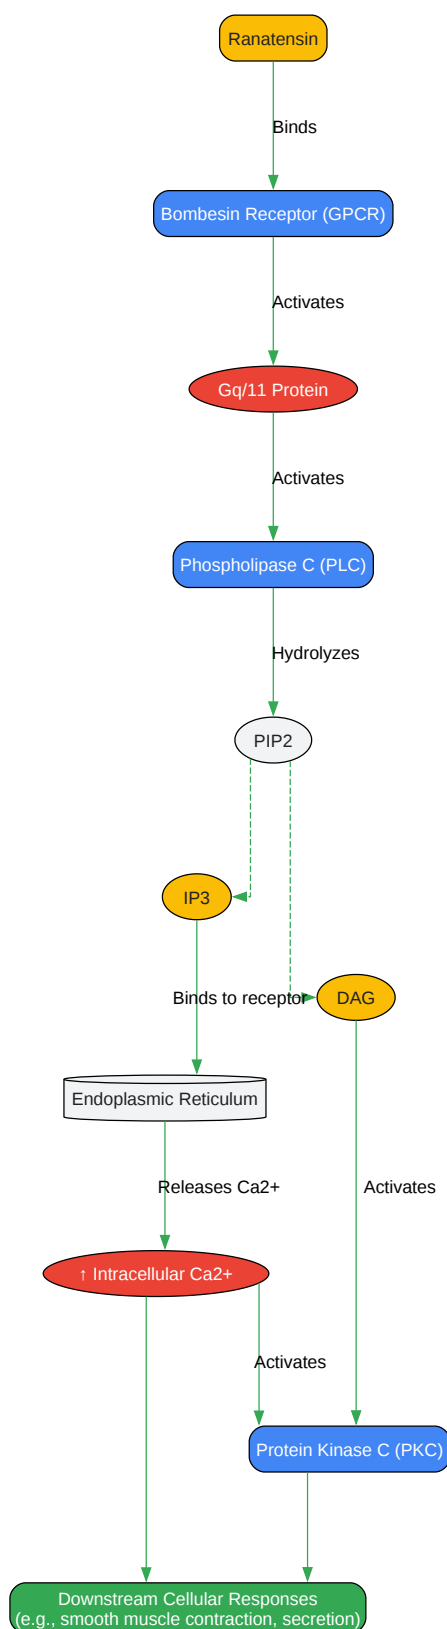 Ranatensin
Binds
Bombesin Receptor (GPCR)
Activates
Gq/11 Protein
Activates
Phospholipase C (PLC)
Hydrolyzes
PIP2
IP3
Binds to receptor
DAG
Endoplasmic Reticulum
Releases Ca2+
Activates
↑ Intracellular Ca2+
Activates
Protein Kinase C (PKC)
Downstream Cellular Responses
(e.g., smooth muscle contraction, secretion)